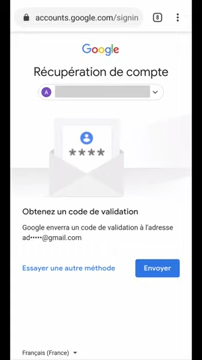 accounts.google.com/signin
8
Google
Récupération de compte
A
****
Obtenez un code de validation
Google enverra un code de validation à l'adresse
ad•••••@gmail.com
Essayer une autre méthode
Envoyer
Français (France)